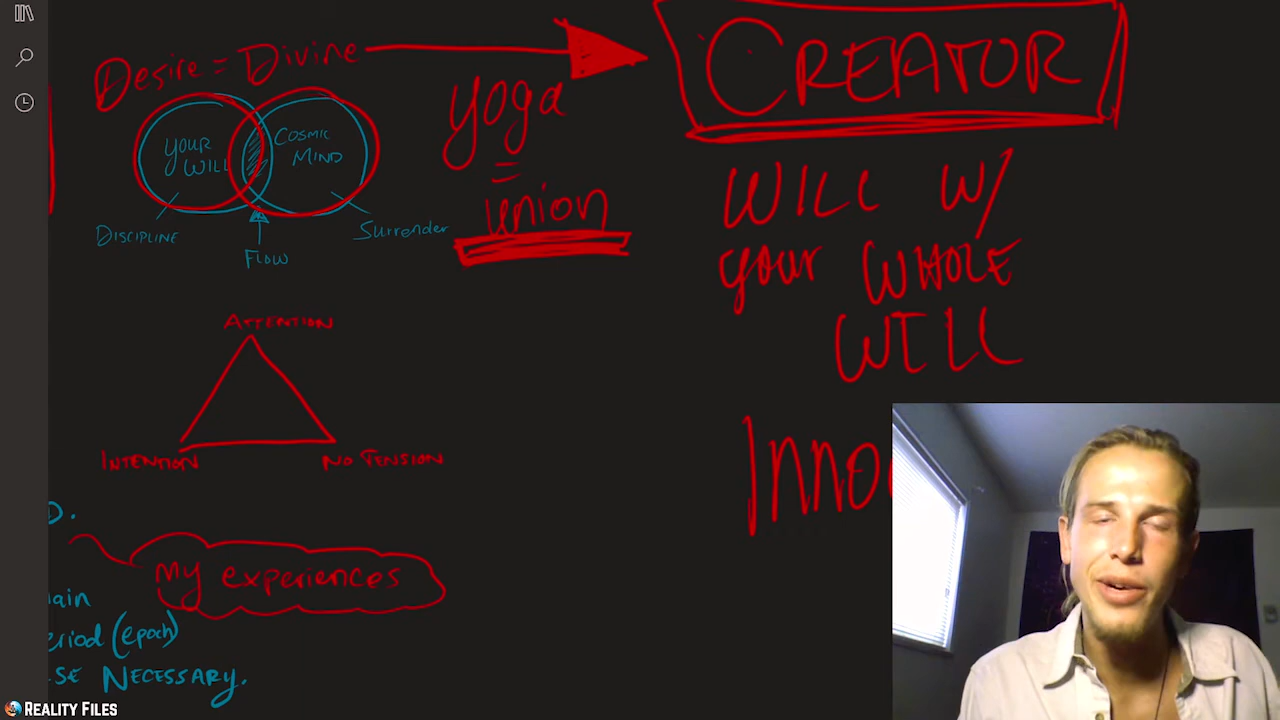 Desire = Divine
CREATOR
yoga
=
union
YOUR WILL
COSMIC MIND
DISCIPLINE
FLOW
Surrender
WILL W/
YOUR WHOLE
WILL
ATTENTION
INTENTION
NO TENSION
INNO
D.
My experiences
ain
eriod (epoch)
SE NECESSARY.
REALITY FILES